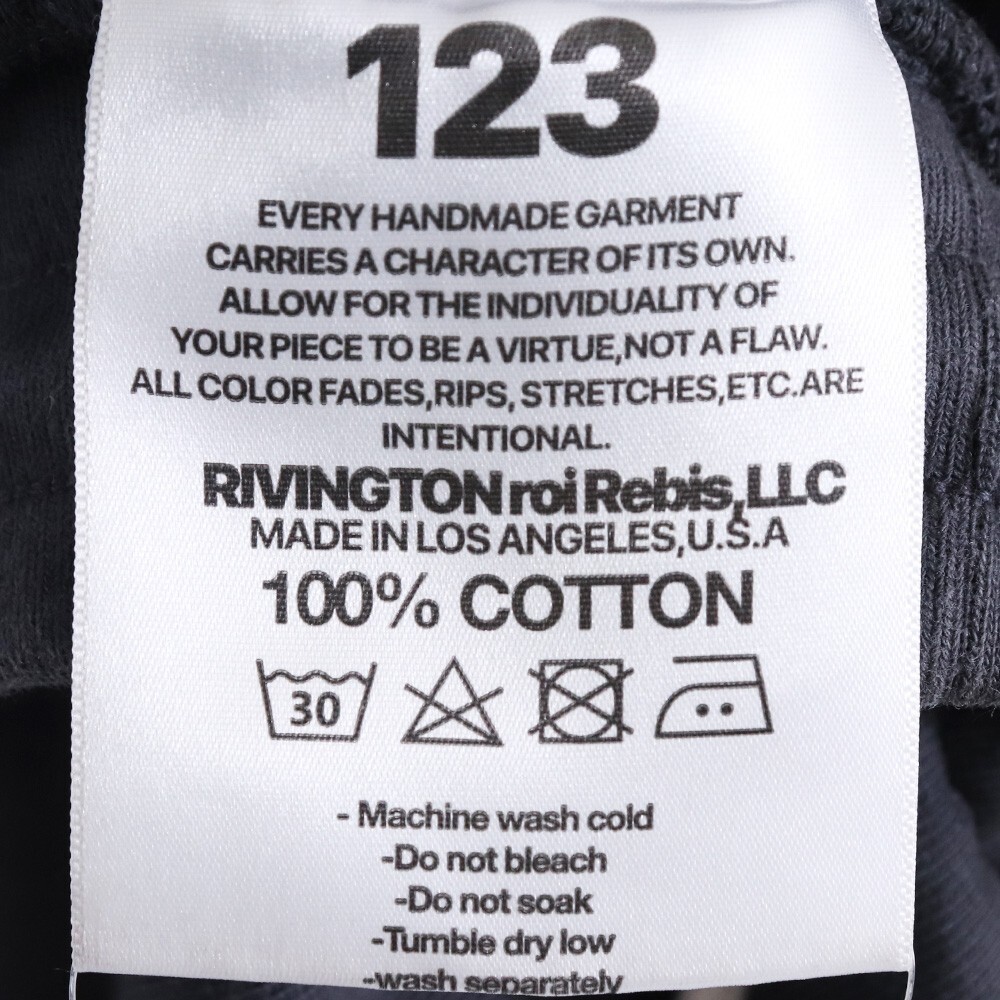 123
EVERY HANDMADE GARMENT
CARRIES A CHARACTER OF ITS OWN.
ALLOW FOR THE INDIVIDUALITY OF
YOUR PIECE TO BE A VIRTUE,NOT A FLAW.
ALL COLOR FADES,RIPS, STRETCHES,ETC.ARE
INTENTIONAL.
RIVINGTON roi Rebis,LLC
MADE IN LOS ANGELES,U.S.A
100% COTTON
30
- Machine wash cold
-Do not bleach
-Do not soak
-Tumble dry low
-wash separately